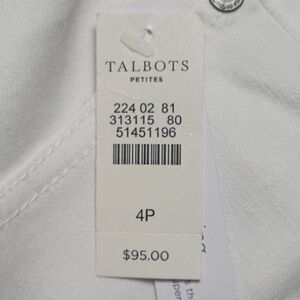 TALBOTS
PETITES
224 02 81
313115 80
51451196
4P
$95.00